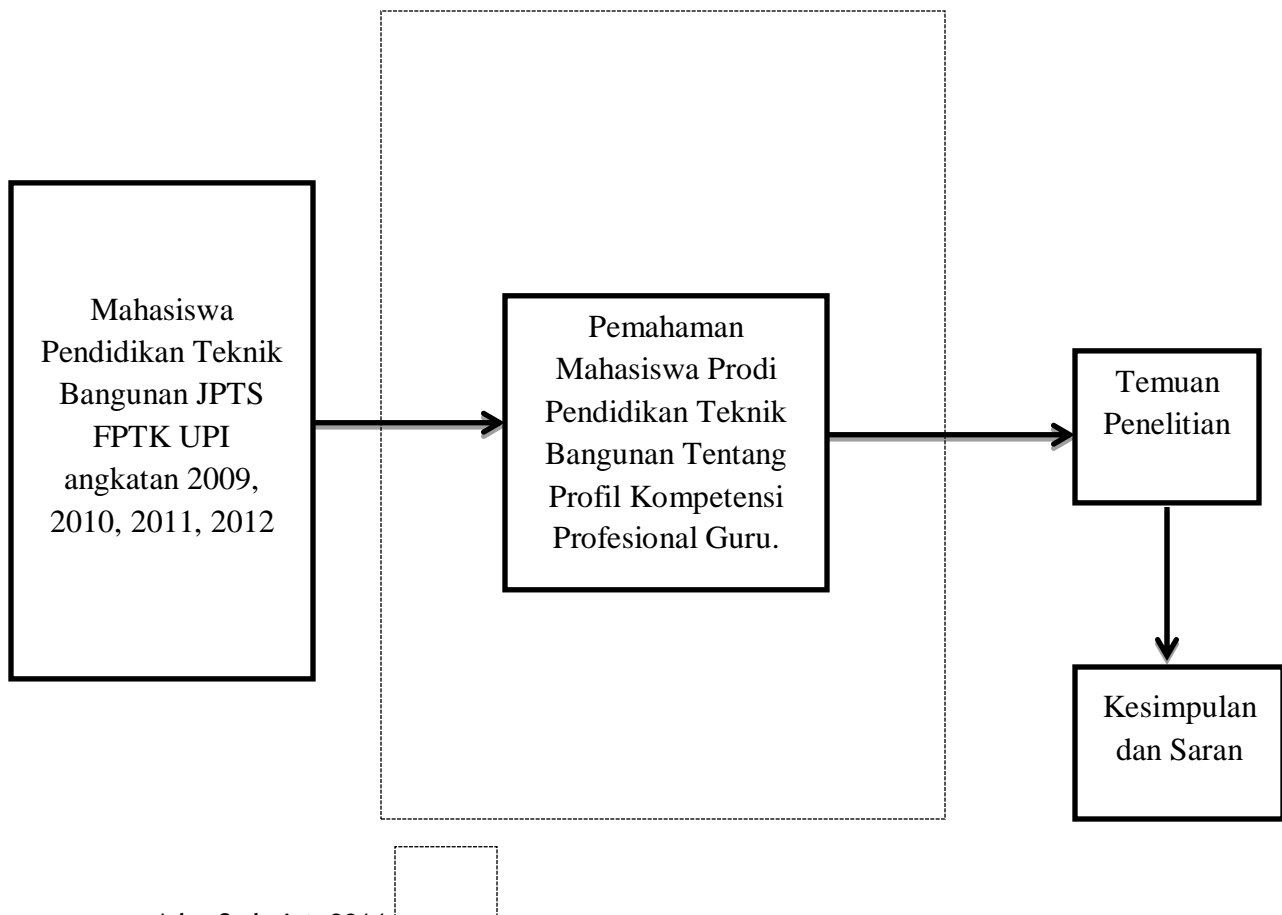 Mahasiswa
Pendidikan Teknik
Bangunan JPTS
FPTK UPI
angkatan 2009,
2010, 2011, 2012
Pemahaman
Mahasiswa Prodi
Pendidikan Teknik
Bangunan Tentang
Profil Kompetensi
Profesional Guru.
Temuan
Penelitian
Kesimpulan
dan Saran